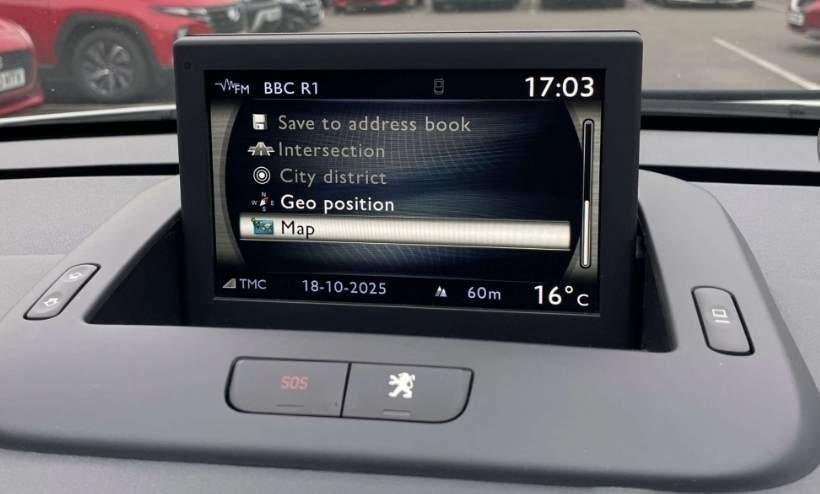 FM BBC R1 17:03
Save to address book
Intersection
City district
N
W E
S
Geo position
Map
TMC 18-10-2025 60m 16°C
SOS